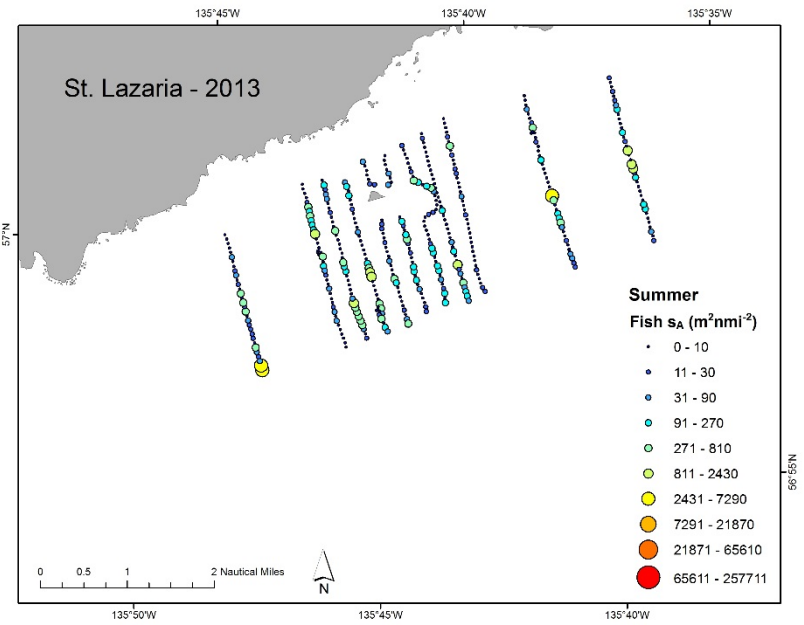 135°45'W 135°40'W 135°35'W
St. Lazaria - 2013
57°N
Summer
Fish sA (m²nmi-²)
0 - 10
11 - 30
31 - 90
91 - 270
271 - 810
811 - 2430
2431 - 7290
7291 - 21870
21871 - 65610
65611 - 257711
56°55'N
0 0.5 1 2 Nautical Miles
N
135°50'W 135°45'W 135°40'W